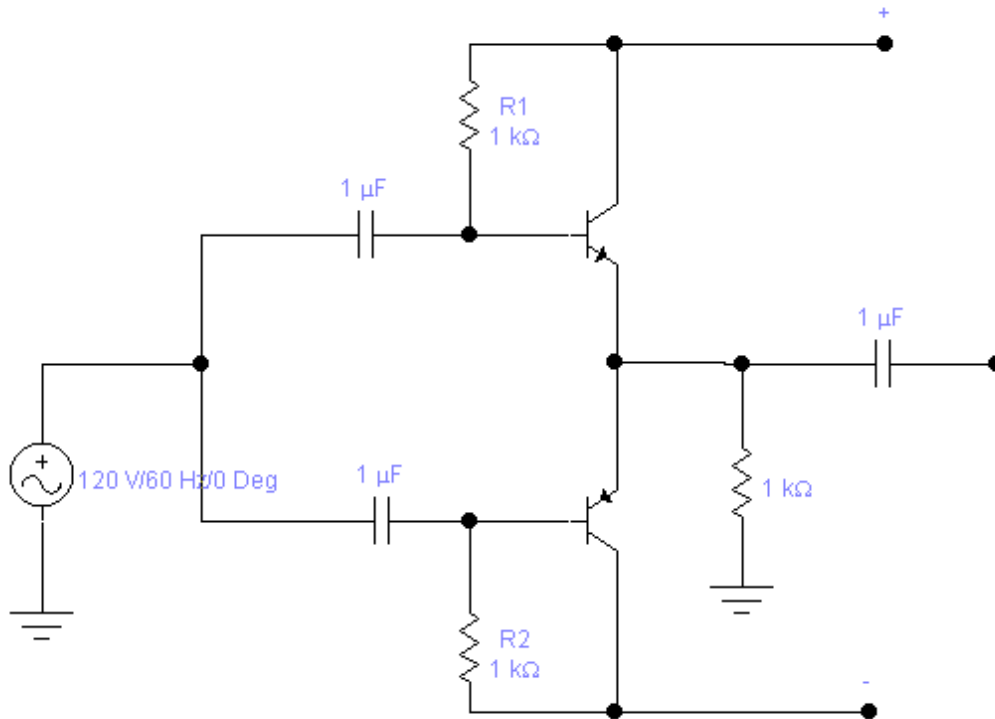 +
R1
1 kΩ
1 µF
1 µF
+
120 V/60 Hz/0 Deg
1 µF
1 kΩ
R2
1 kΩ
-